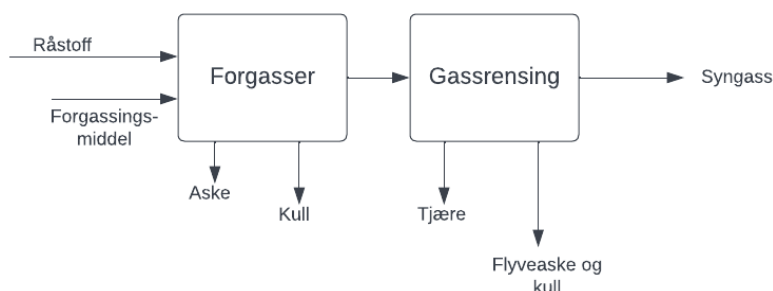 Råstoff
Forgassings-
middel
Forgasser
Gassrensing
Syngass
Aske
Kull
Tjære
Flyveaske og
kull